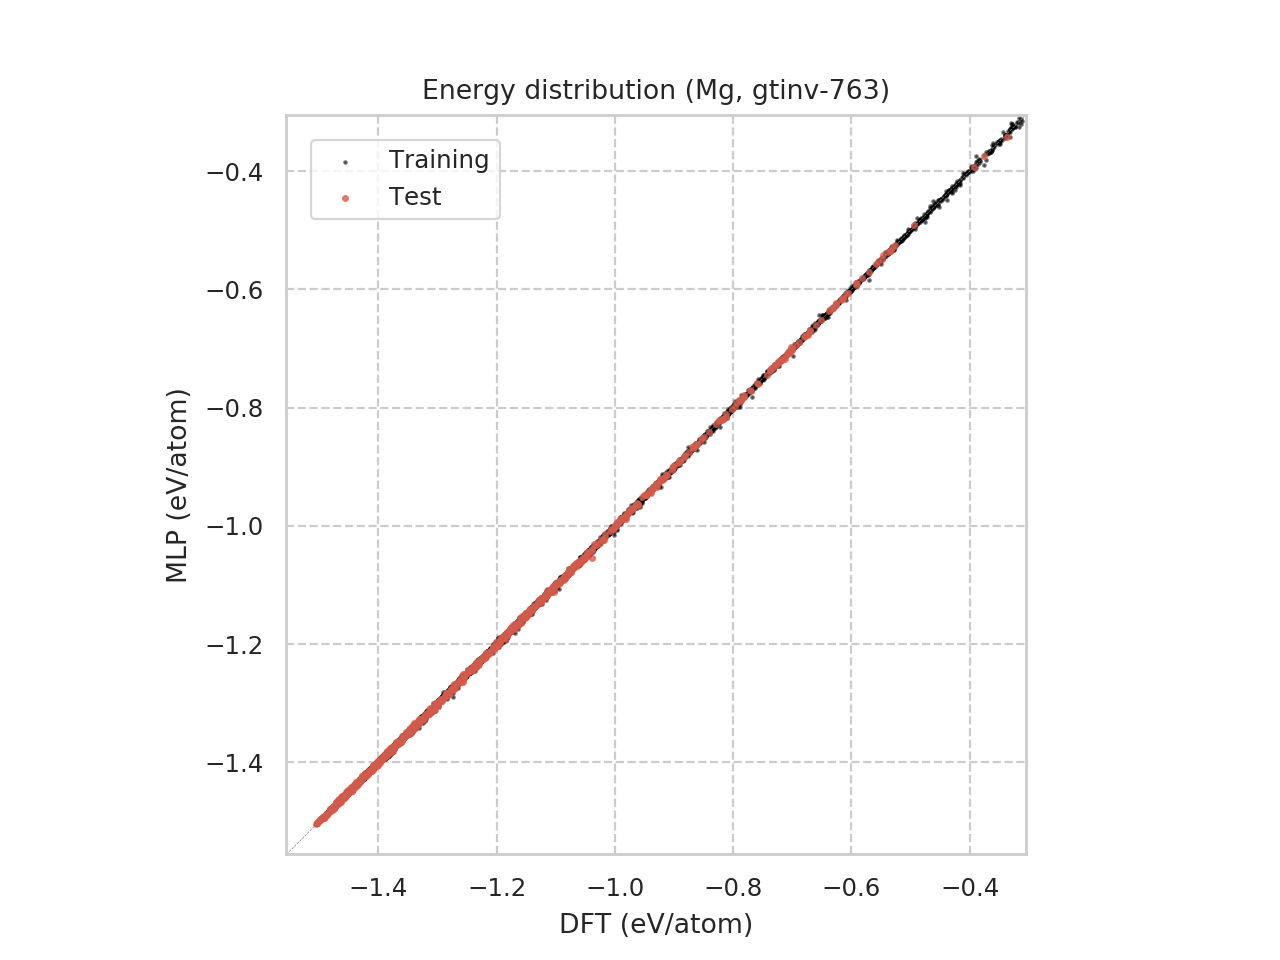 Energy distribution (Mg, gtinv-763)
Training
Test
−0.4
−0.6
−0.8
−1.0
−1.2
−1.4
MLP (eV/atom)
−1.4 −1.2 −1.0 −0.8 −0.6 −0.4
DFT (eV/atom)